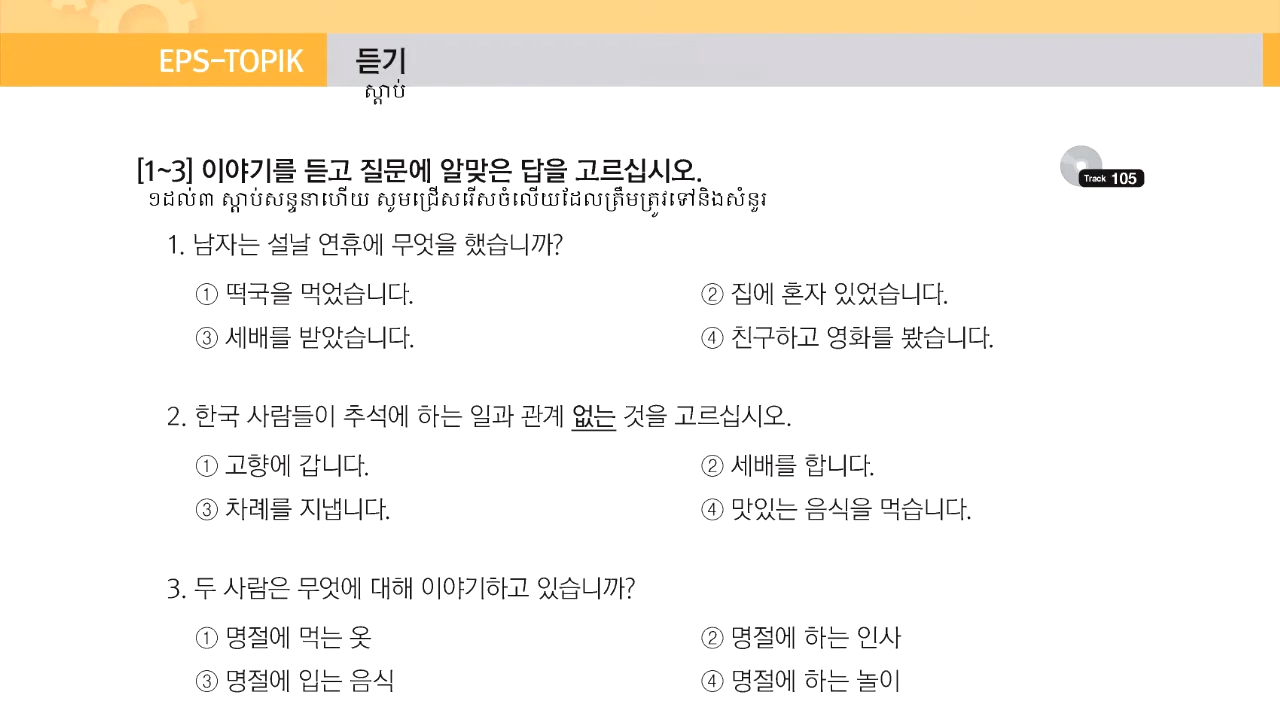 EPS-TOPIK 듣기
ស្តាប់
[1~3] 이야기를 듣고 질문에 알맞은 답을 고르십시오.
Track 105
១ដល់៣ ស្តាប់សន្ទនាហើយ សូមជ្រើសរើសចំលើយដែលត្រឹមត្រូវទៅនិងសំនួរ
1. 남자는 설날 연휴에 무엇을 했습니까?
① 떡국을 먹었습니다. ② 집에 혼자 있었습니다.
③ 세배를 받았습니다. ④ 친구하고 영화를 봤습니다.
2. 한국 사람들이 추석에 하는 일과 관계 없는 것을 고르십시오.
① 고향에 갑니다. ② 세배를 합니다.
③ 차례를 지냅니다. ④ 맛있는 음식을 먹습니다.
3. 두 사람은 무엇에 대해 이야기하고 있습니까?
① 명절에 먹는 옷 ② 명절에 하는 인사
③ 명절에 입는 음식 ④ 명절에 하는 놀이